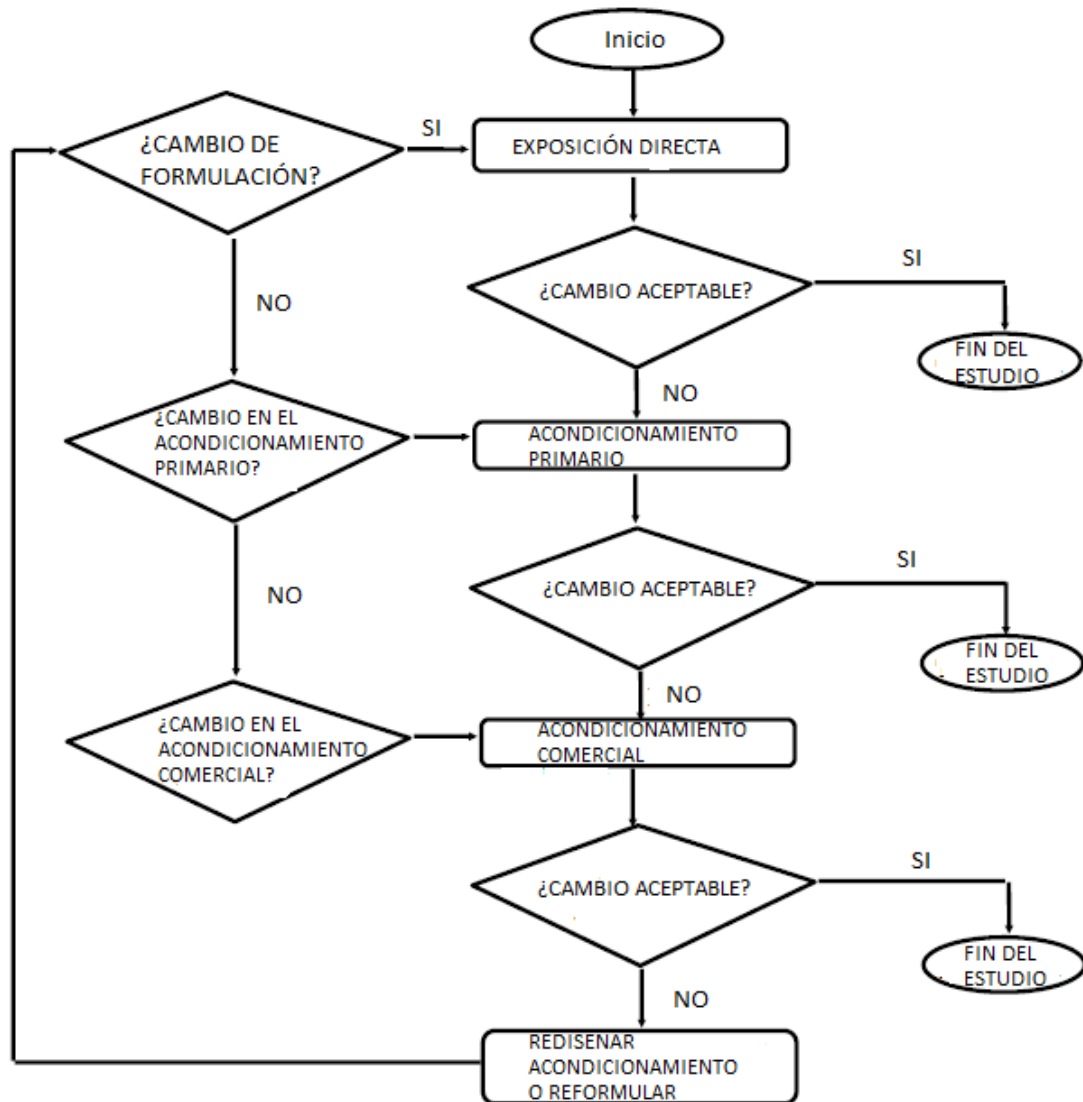 Inicio
¿CAMBIO DE
FORMULACIÓN?
SI
EXPOSICIÓN DIRECTA
NO
¿CAMBIO ACEPTABLE?
SI
FIN DEL
ESTUDIO
NO
¿CAMBIO EN EL
ACONDICIONAMIENTO
PRIMARIO?
ACONDICIONAMIENTO
PRIMARIO
NO
¿CAMBIO ACEPTABLE?
SI
FIN DEL
ESTUDIO
NO
¿CAMBIO EN EL
ACONDICIONAMIENTO
COMERCIAL?
ACONDICIONAMIENTO
COMERCIAL
¿CAMBIO ACEPTABLE?
SI
FIN DEL
ESTUDIO
NO
REDISENAR
ACONDICIONAMIENTO
O REFORMULAR